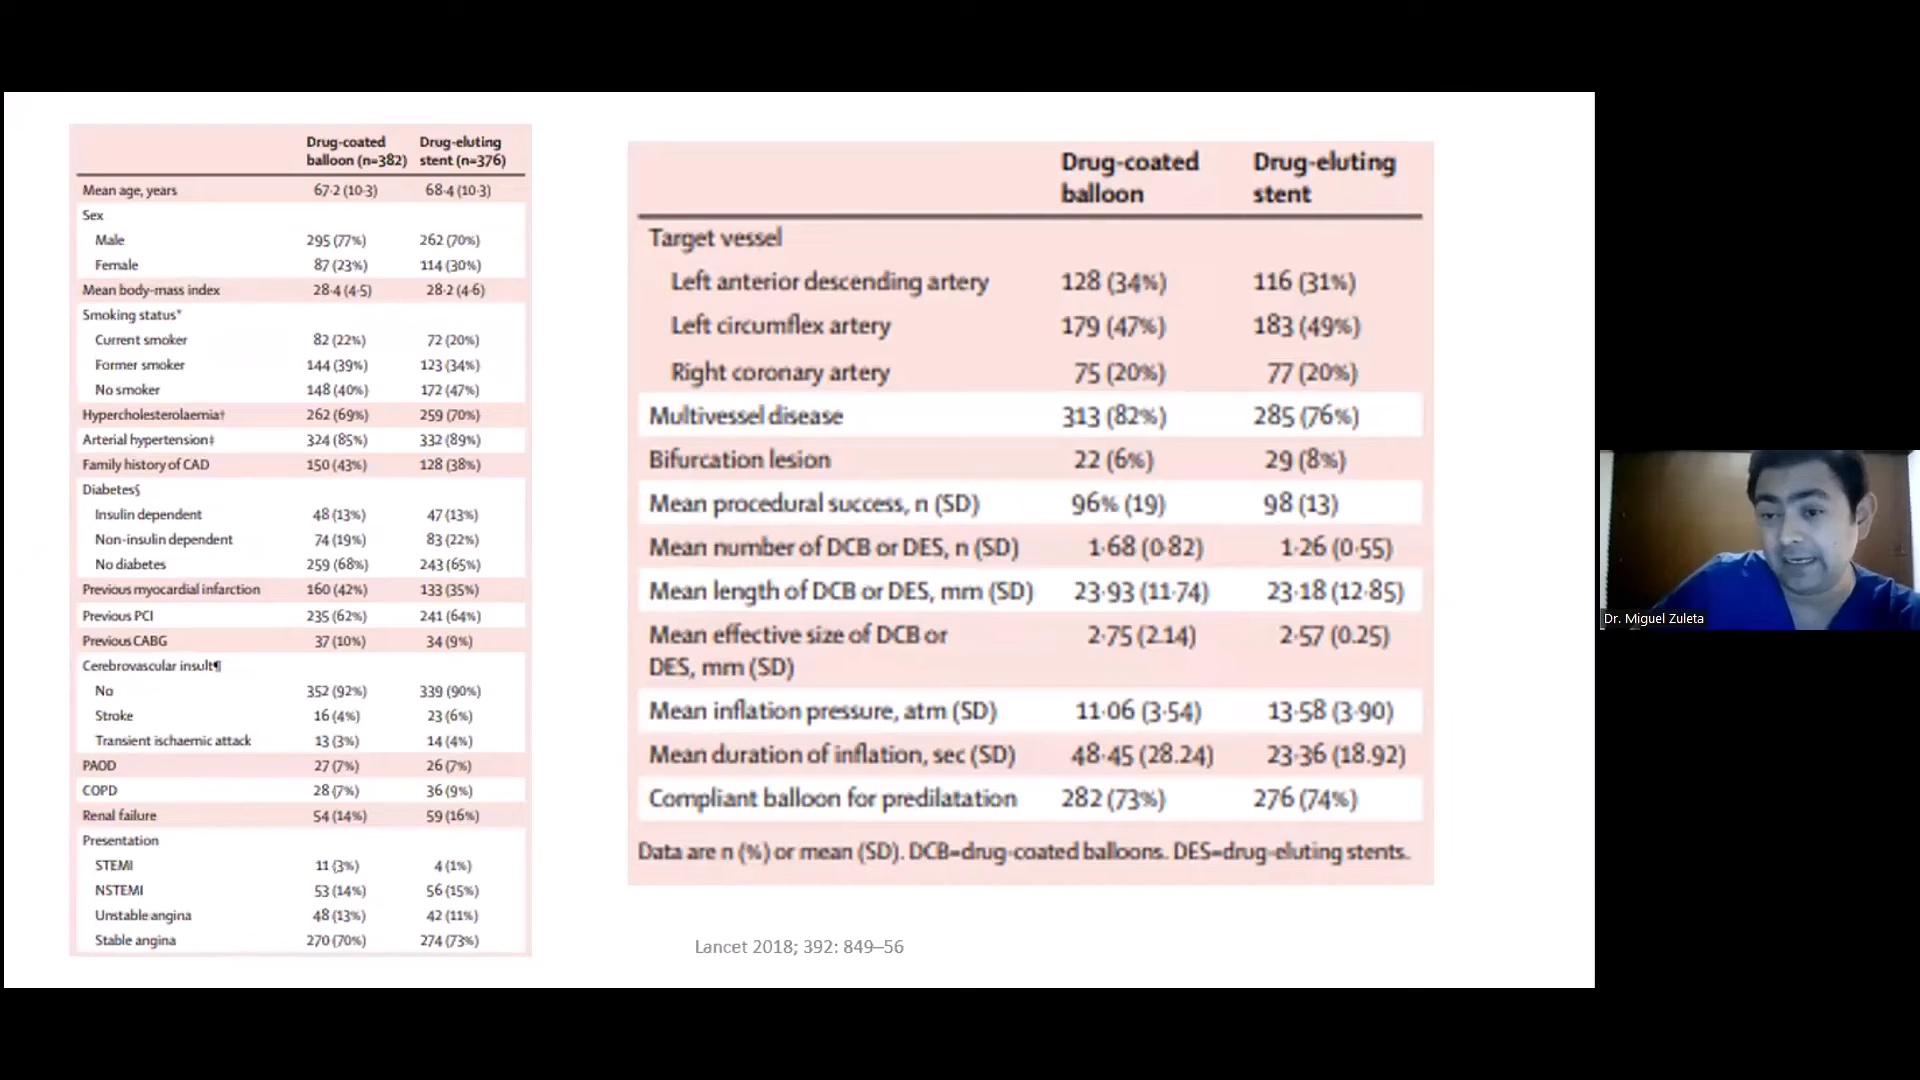 Drug-coated balloon (n=382) Drug-eluting stent (n=376)
Mean age, years 67·2 (10·3) 68·4 (10·3)
Sex
Male 295 (77%) 262 (70%)
Female 87 (23%) 114 (30%)
Mean body-mass index 28·4 (4·5) 28·2 (4·6)
Smoking status*
Current smoker 82 (22%) 72 (20%)
Former smoker 144 (39%) 123 (34%)
No smoker 148 (40%) 172 (47%)
Hypercholesterolaemia† 262 (69%) 259 (70%)
Arterial hypertension‡ 324 (85%) 332 (89%)
Family history of CAD 150 (43%) 128 (38%)
Diabetes§
Insulin dependent 48 (13%) 47 (13%)
Non-insulin dependent 74 (19%) 83 (22%)
No diabetes 259 (68%) 243 (65%)
Previous myocardial infarction 160 (42%) 133 (35%)
Previous PCI 235 (62%) 241 (64%)
Previous CABG 37 (10%) 34 (9%)
Cerebrovascular insult¶
No 352 (92%) 339 (90%)
Stroke 16 (4%) 23 (6%)
Transient ischaemic attack 13 (3%) 14 (4%)
PAOD 27 (7%) 26 (7%)
COPD 28 (7%) 36 (9%)
Renal failure 54 (14%) 59 (16%)
Presentation
STEMI 11 (3%) 4 (1%)
NSTEMI 53 (14%) 56 (15%)
Unstable angina 48 (13%) 42 (11%)
Stable angina 270 (70%) 274 (73%)
Drug-coated balloon Drug-eluting stent
Target vessel
Left anterior descending artery 128 (34%) 116 (31%)
Left circumflex artery 179 (47%) 183 (49%)
Right coronary artery 75 (20%) 77 (20%)
Multivessel disease 313 (82%) 285 (76%)
Bifurcation lesion 22 (6%) 29 (8%)
Mean procedural success, n (SD) 96% (19) 98 (13)
Mean number of DCB or DES, n (SD) 1·68 (0·82) 1·26 (0·55)
Mean length of DCB or DES, mm (SD) 23·93 (11·74) 23·18 (12·85)
Mean effective size of DCB or DES, mm (SD) 2·75 (2.14) 2·57 (0.25)
Mean inflation pressure, atm (SD) 11·06 (3·54) 13·58 (3·90)
Mean duration of inflation, sec (SD) 48·45 (28.24) 23·36 (18.92)
Compliant balloon for predilatation 282 (73%) 276 (74%)
Data are n (%) or mean (SD). DCB=drug-coated balloons. DES=drug-eluting stents.
Lancet 2018; 392: 849–56
Dr. Miguel Zuleta